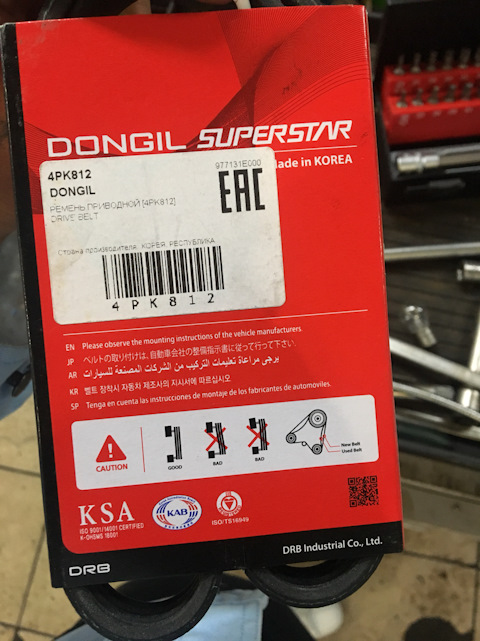 DONGIL SUPERSTAR
Made in KOREA
4PK812
977131E000
DONGIL
EAC
РЕМЕНЬ ПРИВОДНОЙ [4PK812]
DRIVE BELT
Страна производителя: КОРЕЯ, РЕСПУБЛИКА
4PK812
EN Please observe the mounting instructions of the vehicle manufacturers
JP ベルトの取り付けは、自動車会社の整備指示書に従って行って下さい.
AR يرجى مراعاة تعليمات التركيب من الشركات المصنعة للسيارات
KR 벨트 장착시 자동차 제조사의 지시서에 따르십시오
SP Tenga en cuenta las instrucciones de montaje de los fabricantes de automoviles.
CAUTION
GOOD
BAD
BAD
New Belt
Used Belt
KSA
ISO 9001/14001 CERTIFIED
K-OHSMS 18001
KAB
ISO/TS16949
DRB Industrial Co., Ltd.
DRB